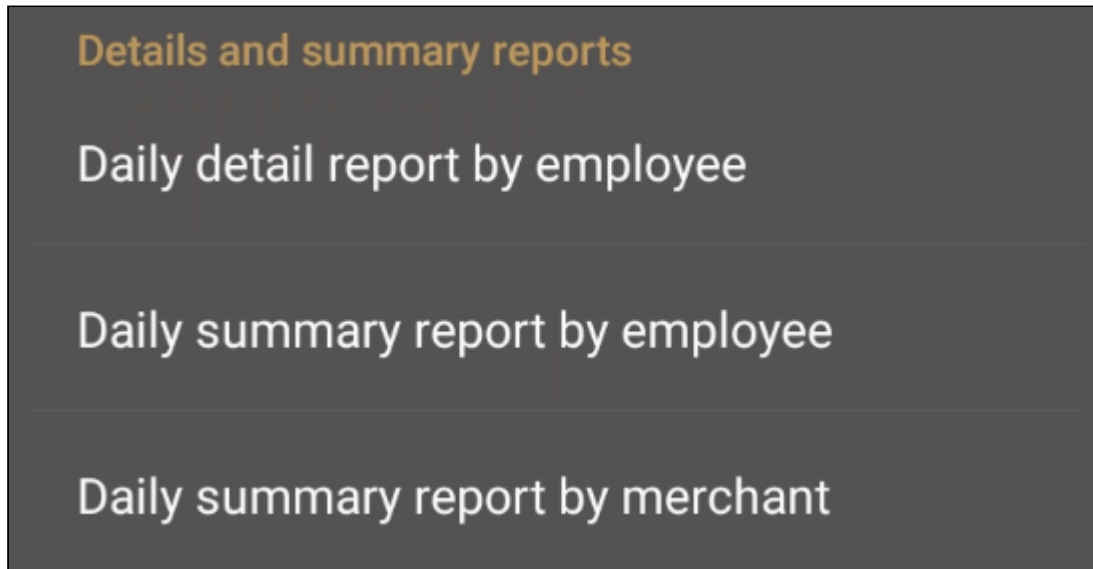 Details and summary reports
Daily detail report by employee
Daily summary report by employee
Daily summary report by merchant